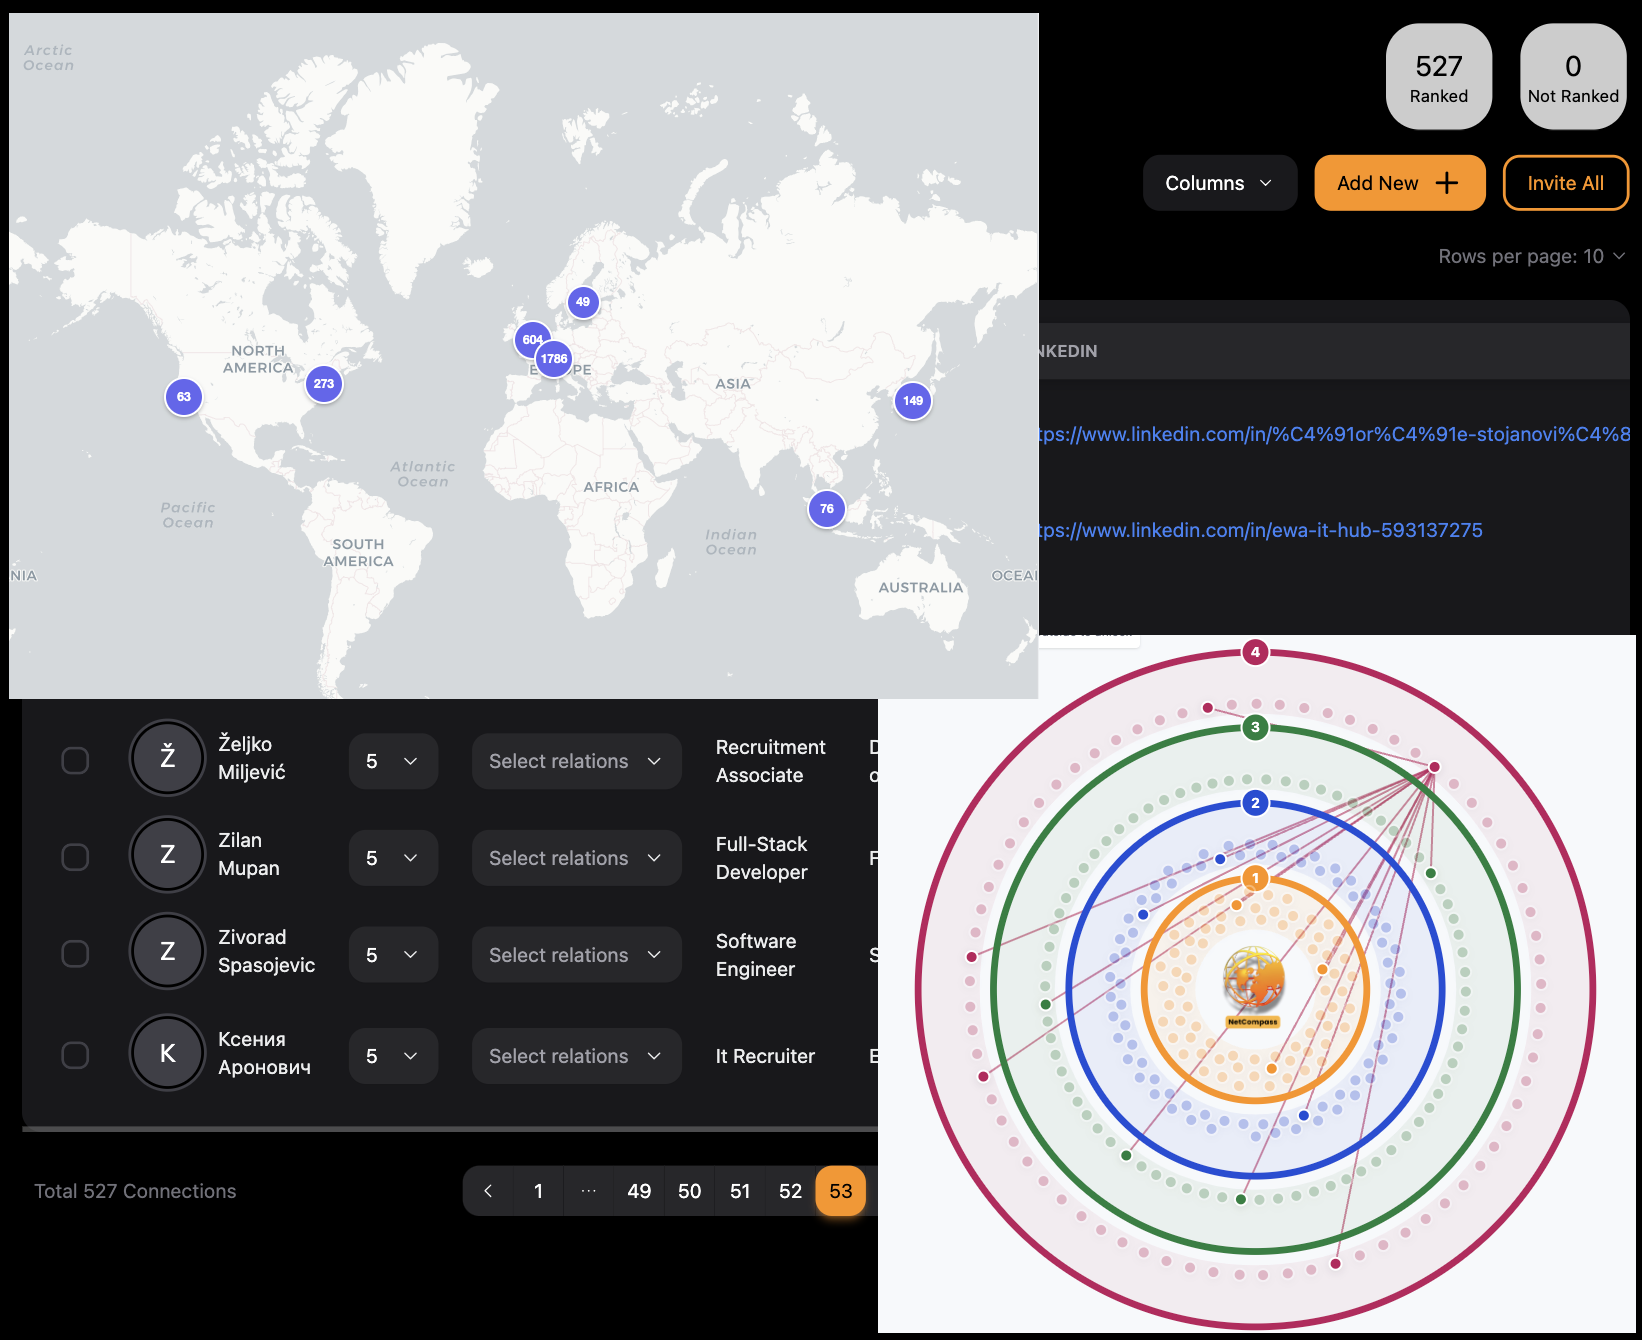 Arctic
Ocean
NORTH
AMERICA
Atlantic
Ocean
Pacific
Ocean
SOUTH
AMERICA
AFRICA
ASIA
Indian
Ocean
AUSTRALIA
63
273
49
604
1786
149
76
527
Ranked
0
Not Ranked
Columns
Add New
Invite All
Rows per page: 10
NKEDIN
tps://www.linkedin.com/in/%C4%91or%C4%91e-stojanovi%C4%8
tps://www.linkedin.com/in/ewa-it-hub-593137275
Ž
Željko
Miljević
5
Select relations
Recruitment
Associate
Z
Zilan
Mupan
5
Select relations
Full-Stack
Developer
Z
Zivorad
Spasojevic
5
Select relations
Software
Engineer
K
Ксения
Аронович
5
Select relations
It Recruiter
Total 527 Connections
1
...
49
50
51
52
53
4
3
2
1
NetCompass